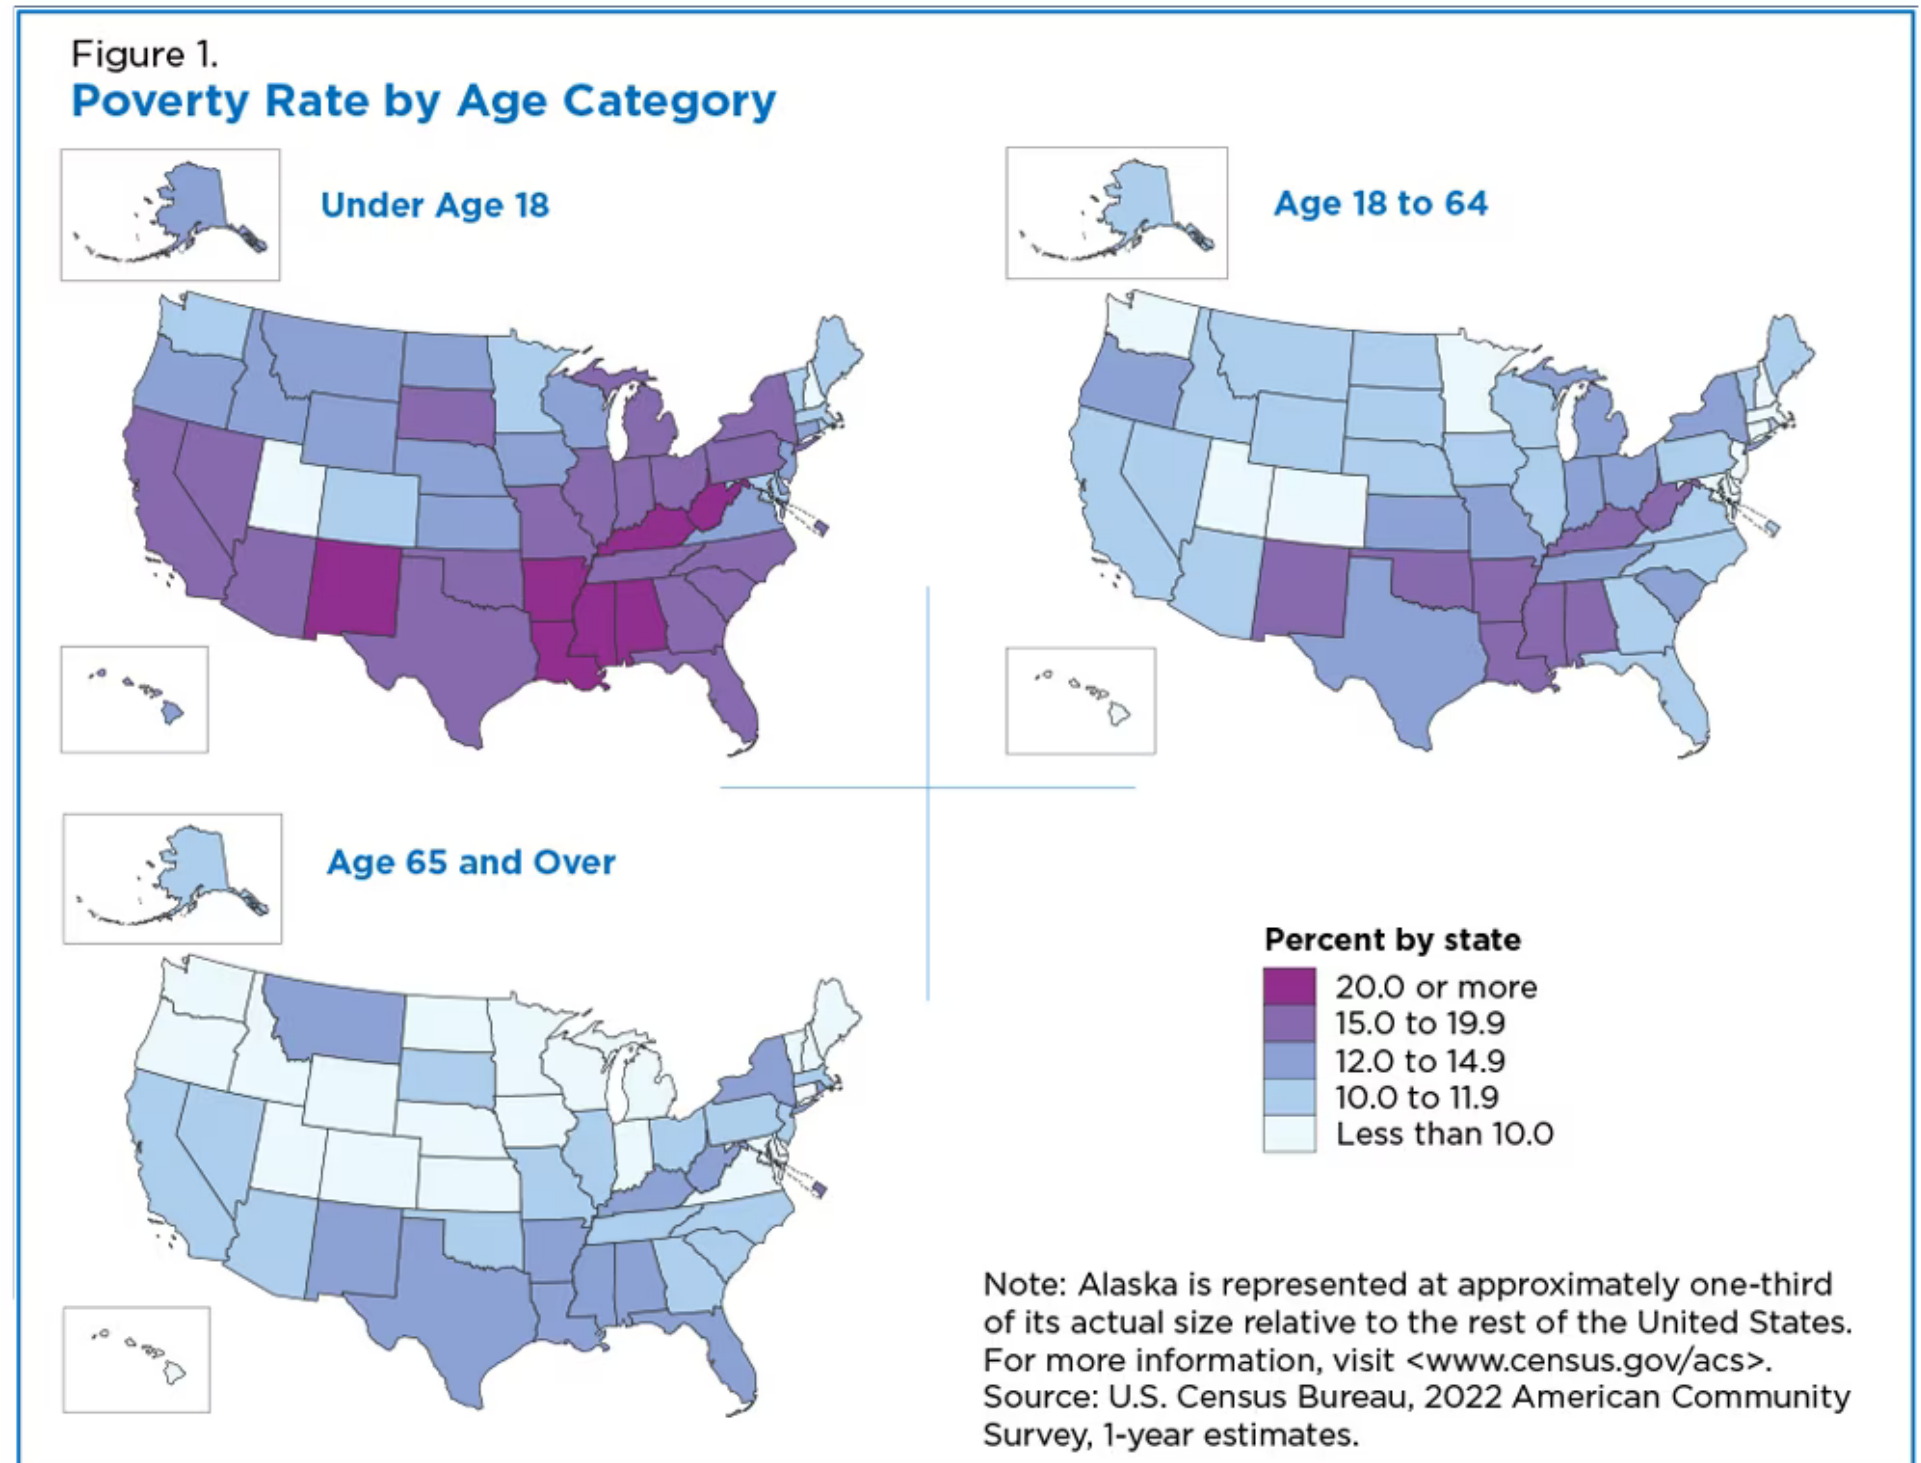 Figure 1.
Poverty Rate by Age Category
Under Age 18
Age 18 to 64
Age 65 and Over
Percent by state
20.0 or more
15.0 to 19.9
12.0 to 14.9
10.0 to 11.9
Less than 10.0
Note: Alaska is represented at approximately one-third
of its actual size relative to the rest of the United States.
For more information, visit <www.census.gov/acs>.
Source: U.S. Census Bureau, 2022 American Community
Survey, 1-year estimates.